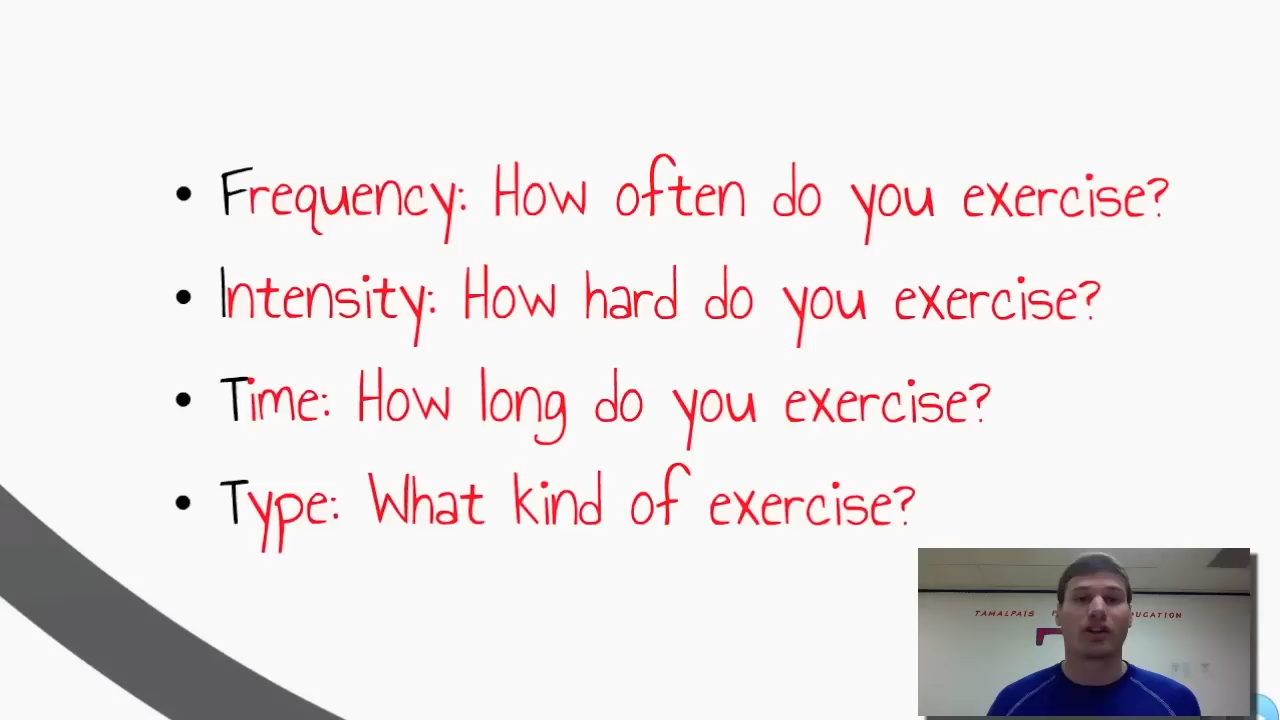 • Frequency: How often do you exercise?
• Intensity: How hard do you exercise?
• Time: How long do you exercise?
• Type: What kind of exercise?
TAMALPAIS